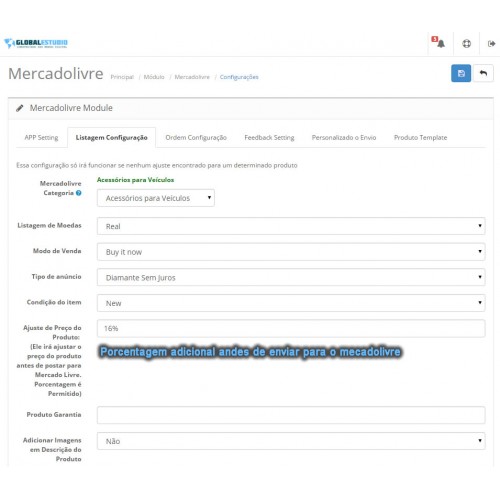 GLOBALESTUDIO
Mercadolivre Principal / Módulo / Mercadolivre / Configurações
Mercadolivre Module
APP Setting Listagem Configuração Ordem Configuração Feedback Setting Personalizado o Envio Produto Template
Essa configuração só irá funcionar se nenhum ajuste encontrado para um determinado produto
Mercadolivre
Categoria
Acessórios para Veículos
Acessórios para Veículos
Listagem de Moedas
Real
Modo de Venda
Buy it now
Tipo de anúncio
Diamante Sem Juros
Condição do item
New
Ajuste de Preço do
Produto:
(Ele irá ajustar o
preço do produto
antes de postar para
Mercado Livre.
Porcentagem é
Permitido)
16%
Porcentagem adicional andes de enviar para o mecadolivre
Produto Garantia
Adicionar Imagens
em Descrição do
Produto
Não